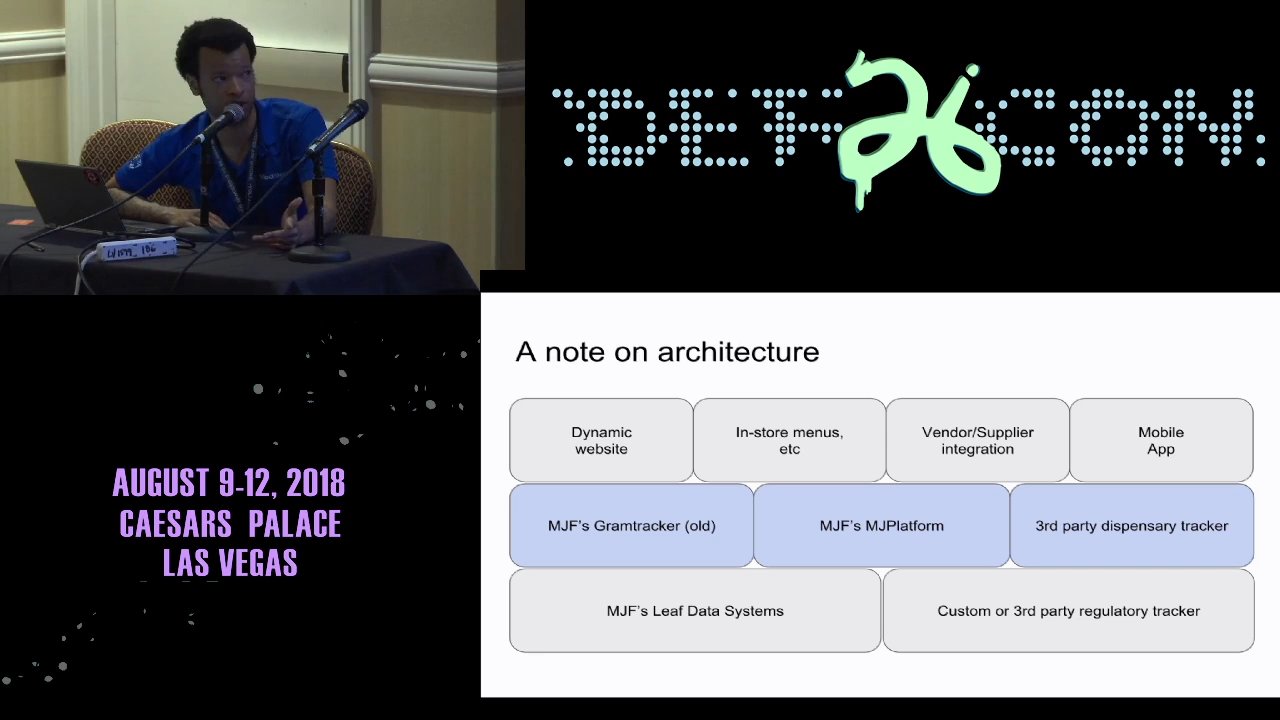 DEF 26 CON
A note on architecture
Dynamic
website
In-store menus,
etc
Vendor/Supplier
integration
Mobile
App
MJF's Gramtracker (old)
MJF's MJPlatform
3rd party dispensary tracker
MJF's Leaf Data Systems
Custom or 3rd party regulatory tracker
AUGUST 9-12, 2018
CAESARS PALACE
LAS VEGAS